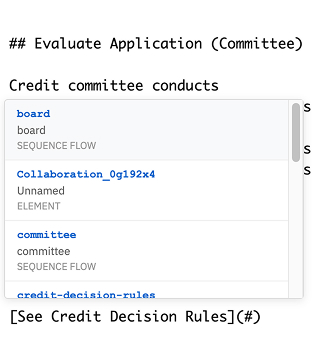 ## Evaluate Application (Committee)
Credit committee conducts
s
board
board
SEQUENCE FLOW
s
Collaboration_0g192x4
s
Unnamed
ELEMENT
committee
committee
SEQUENCE FLOW
credit-decision-rules
[See Credit Decision Rules](#)